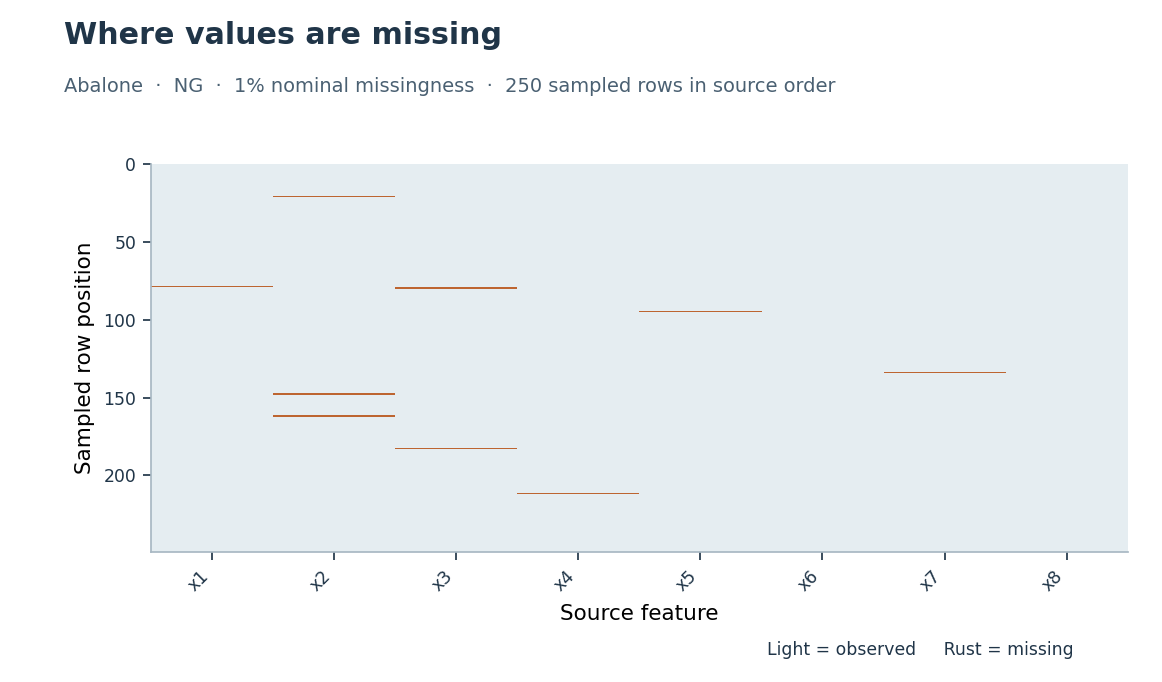 Where values are missing
Abalone · NG · 1% nominal missingness · 250 sampled rows in source order
0
50
100
150
200
Sampled row position
x1 x2 x3 x4 x5 x6 x7 x8
Source feature
Light = observed Rust = missing